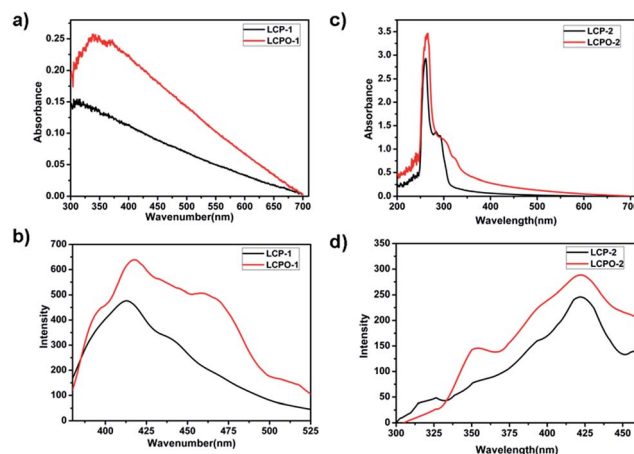 a)
LCP-1
LCPO-1
Absorbance
0.25
0.20
0.15
0.10
0.05
0.00
300 350 400 450 500 550 600 650 700
Wavenumber(nm)
c)
LCP-2
LCPO-2
Absorbance
3.5
3.0
2.5
2.0
1.5
1.0
0.5
0.0
200 300 400 500 600 700
Wavelength(nm)
b)
LCP-1
LCPO-1
Intensity
700
600
500
400
300
200
100
0
400 425 450 475 500 525
Wavenumber(nm)
d)
LCP-2
LCPO-2
Intensity
350
300
250
200
150
100
50
0
300 325 350 375 400 425 450
Wavelength(nm)